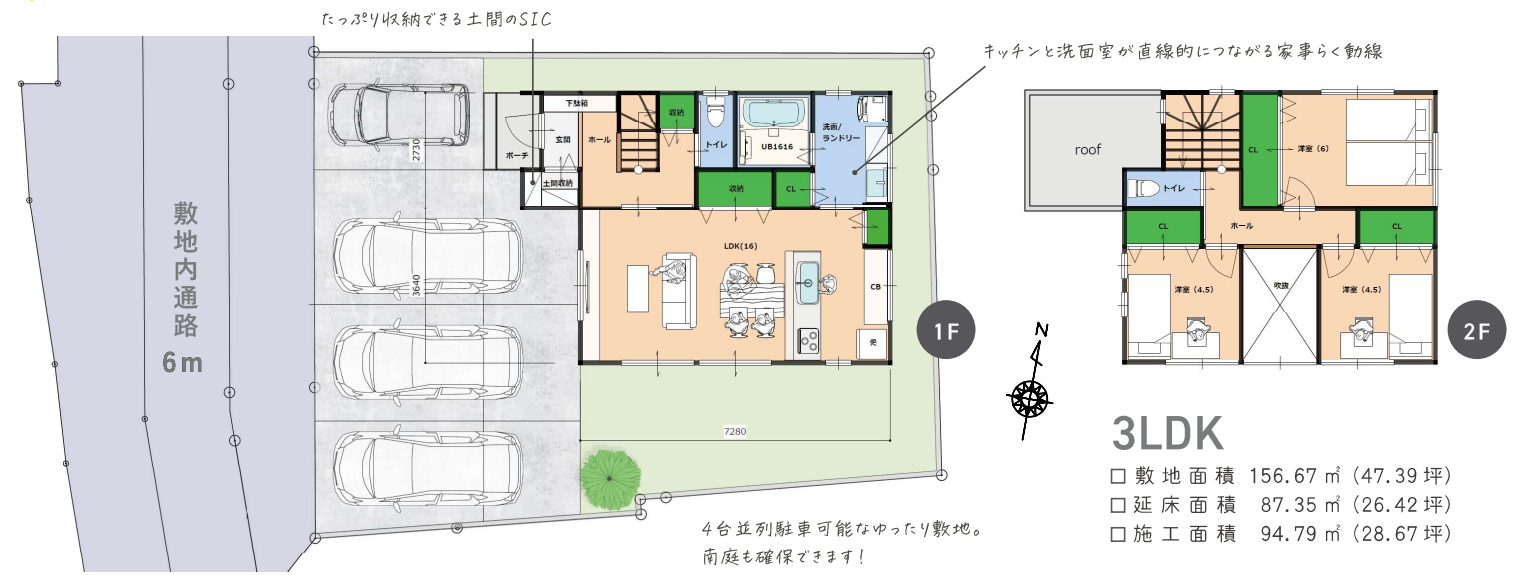 たっぷり収納できる土間のSIC
キッチンと洗面室が直線的につながる家事らく動線
下駄箱
収納
玄関
ホール
トイレ
UB1616
洗面/
ランドリー
ポーチ
土間収納
収納
CL
2730
3640
LDK(16)
CB
7280
敷地内通路
6m
1F
4台並列駐車可能なゆったり敷地。
南庭も確保できます!
roof
CL
洋室(6)
トイレ
CL
ホール
CL
洋室(4.5)
吹抜
洋室(4.5)
2F
N
3LDK
□敷地面積 156.67㎡(47.39坪)
□延床面積 87.35㎡(26.42坪)
□施工面積 94.79㎡(28.67坪)